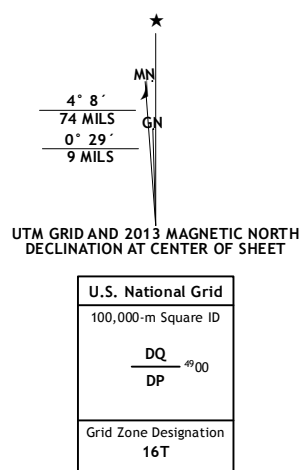 ★
MN
4° 8´
74 MILS
GN
0° 29´
9 MILS
UTM GRID AND 2013 MAGNETIC NORTH
DECLINATION AT CENTER OF SHEET
U.S. National Grid
100,000-m Square ID
DQ
⁴⁹00
DP
Grid Zone Designation
16T